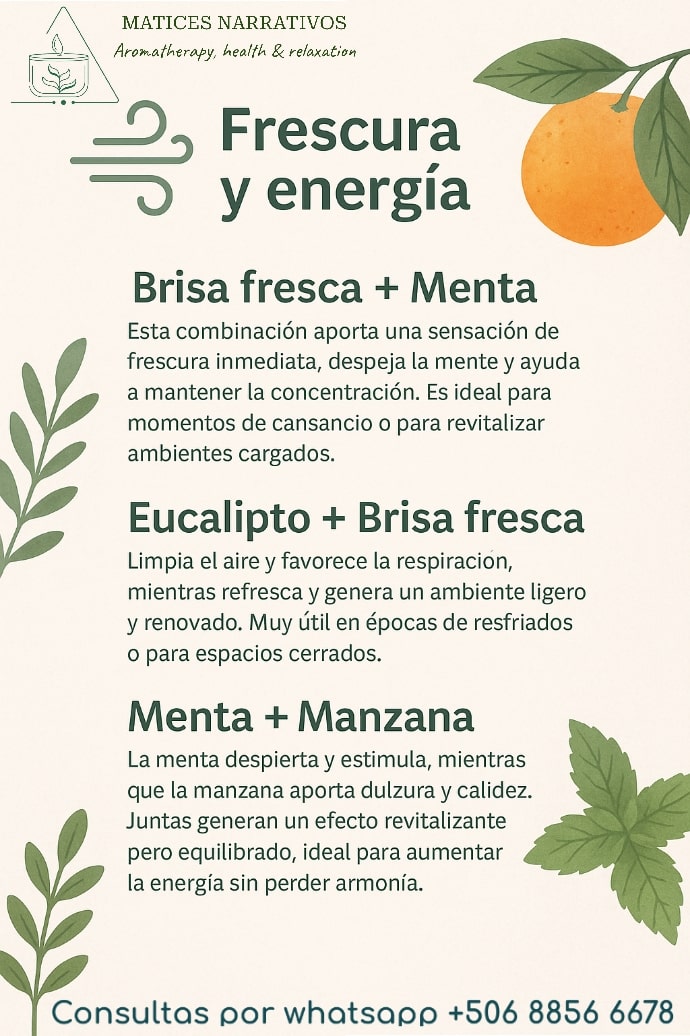 MATICES NARRATIVOS
Aromatherapy, health & relaxation
Frescura
y energía
Brisa fresca + Menta
Esta combinación aporta una sensación de
frescura inmediata, despeja la mente y ayuda
a mantener la concentración. Es ideal para
momentos de cansancio o para revitalizar
ambientes cargados.
Eucalipto + Brisa fresca
Limpia el aire y favorece la respiracion,
mientras refresca y genera un ambiente ligero
y renovado. Muy útil en épocas de resfriados
o para espacios cerrados.
Menta + Manzana
La menta despierta y estimula, mientras
que la manzana aporta dulzura y calidez.
Juntas generan un efecto revitalizante
pero equilibrado, ideal para aumentar
la energía sin perder armonía.
Consultas por whatsapp +506 8856 6678